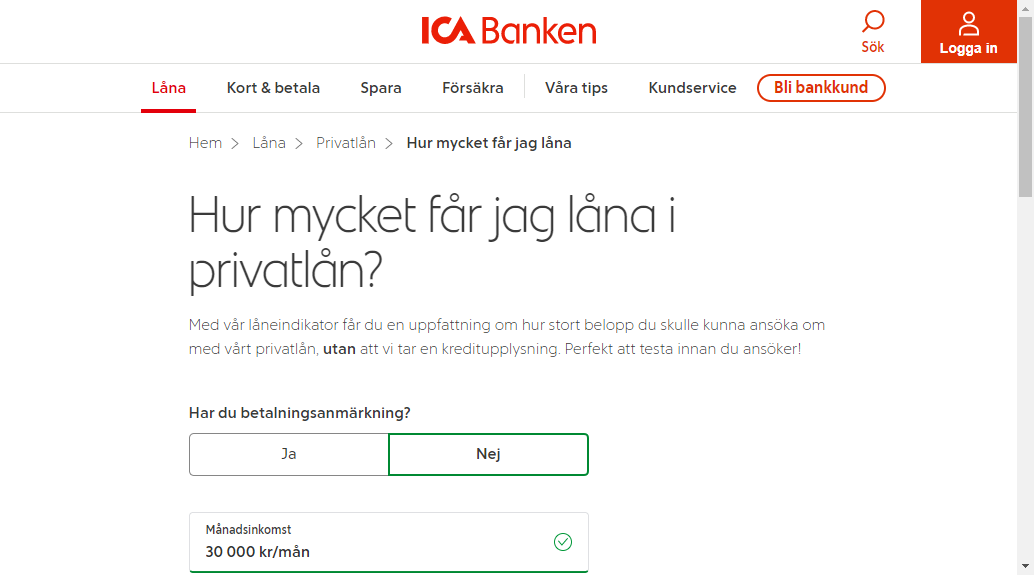 ICA Banken
Sök
Logga in
Låna
Kort & betala
Spara
Försäkra
Våra tips
Kundservice
Bli bankkund
Hem
Låna
Privatlån
Hur mycket får jag låna
Hur mycket får jag låna i
privatlån?
Med vår låneindikator får du en uppfattning om hur stort belopp du skulle kunna ansöka om
med vårt privatlån, utan att vi tar en kreditupplysning. Perfekt att testa innan du ansöker!
Har du betalningsanmärkning?
Ja
Nej
Månadsinkomst
30 000 kr/mån